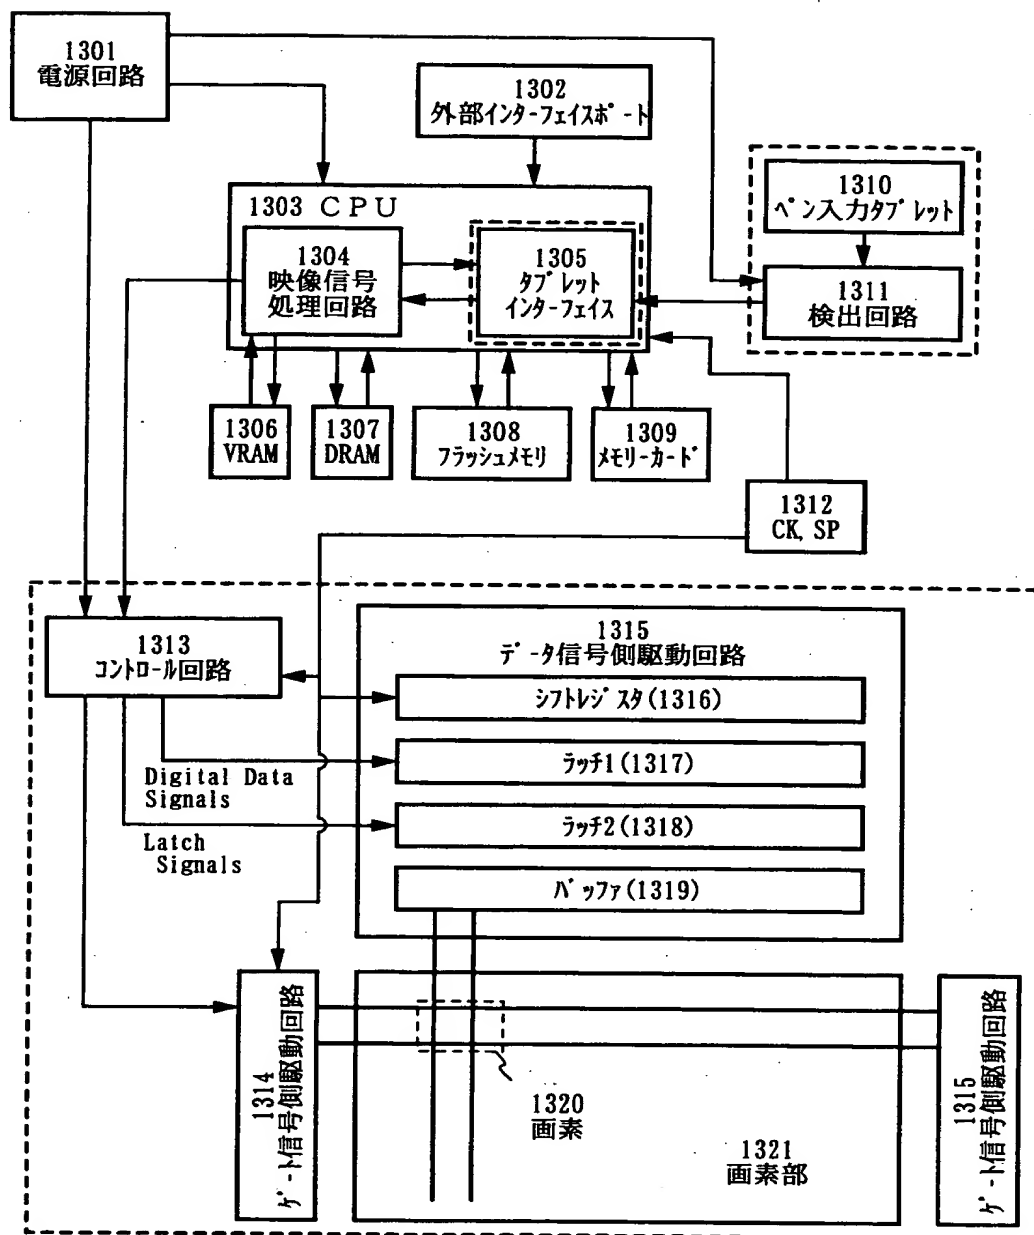 1301
電源回路
1302
外部インターフェイスポート
1303 CPU
1304
映像信号
処理回路
1305
タブレット
インターフェイス
1310
ペン入力タブレット
1311
検出回路
1306
VRAM
1307
DRAM
1308
フラッシュメモリ
1309
メモリーカード
1312
CK, SP
1313
コントロール回路
1315
データ信号側駆動回路
シフトレジスタ(1316)
ラッチ1(1317)
Digital Data
Signals
ラッチ2(1318)
Latch
Signals
バッファ(1319)
1314
ゲート信号側駆動回路
1320
画素
1321
画素部
1315
ゲート信号側駆動回路